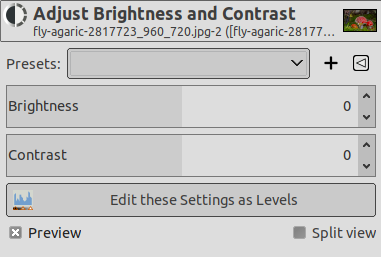 Adjust Brightness and Contrast
fly-agaric-2817723_960_720.jpg-2 ([fly-agaric-28177…
Presets:
Brightness 0
Contrast 0
Edit these Settings as Levels
Preview Split view